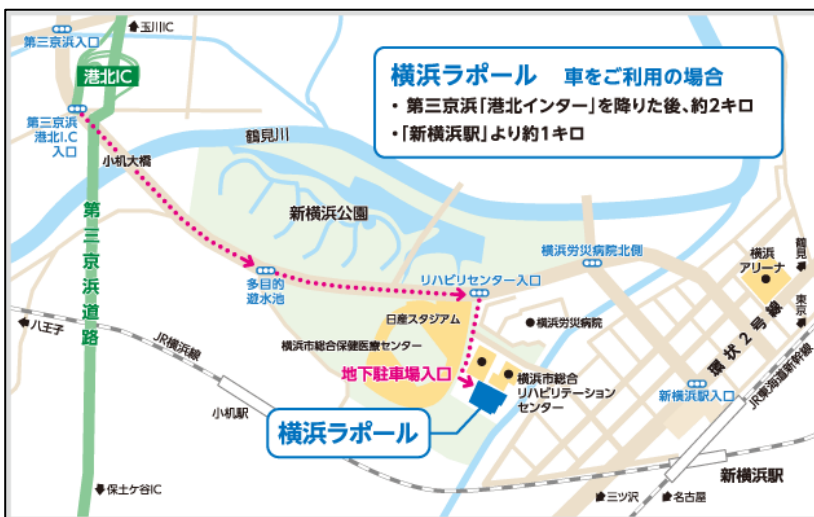 玉川IC
第三京浜入口
港北IC
第三京浜
港北I.C
入口
小机大橋
鶴見川
横浜ラポール 車をご利用の場合
・ 第三京浜「港北インター」を降りた後、約2キロ
・「新横浜駅」より約1キロ
新横浜公園
第三京浜道路
多目的
遊水池
リハビリセンター入口
横浜労災病院北側
横浜
アリーナ
鶴見
東京
日産スタジアム
横浜労災病院
環状2号線
八王子
JR横浜線
横浜市総合保健医療センター
地下駐車場入口
横浜市総合
リハビリテーション
センター
新横浜駅入口
JR東海道新幹線
小机駅
横浜ラポール
新横浜駅
保土ケ谷IC
三ツ沢
名古屋